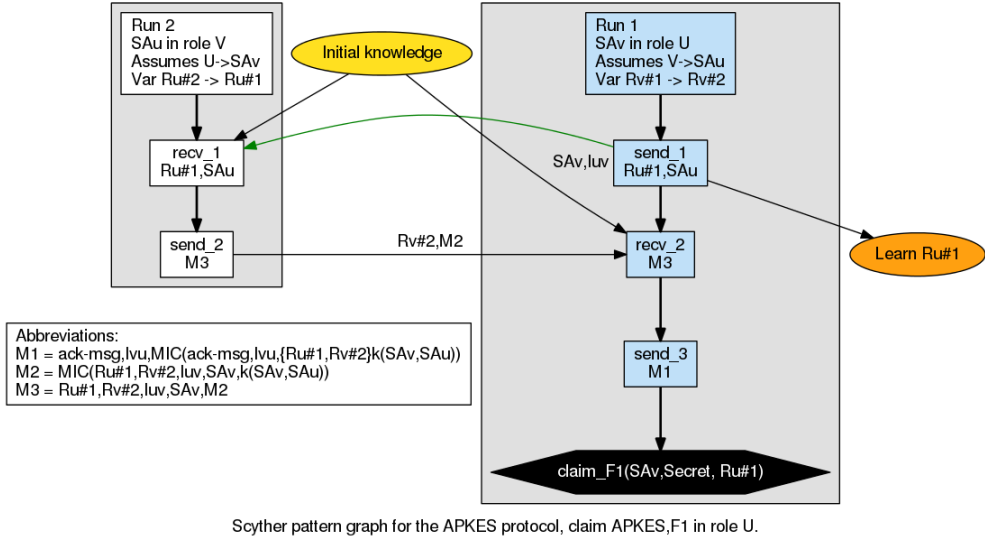 Run 2
SAu in role V
Assumes U->SAv
Var Ru#2 -> Ru#1
Initial knowledge
Run 1
SAv in role U
Assumes V->SAu
Var Rv#1 -> Rv#2
recv_1
Ru#1,SAu
SAv,Iuv
send_1
Ru#1,SAu
send_2
M3
Rv#2,M2
recv_2
M3
Learn Ru#1
Abbreviations:
M1 = ack-msg,Ivu,MIC(ack-msg,Ivu,{Ru#1,Rv#2}k(SAv,SAu))
M2 = MIC(Ru#1,Rv#2,Iuv,SAv,k(SAv,SAu))
M3 = Ru#1,Rv#2,Iuv,SAv,M2
send_3
M1
claim_F1(SAv,Secret, Ru#1)
Scyther pattern graph for the APKES protocol, claim APKES,F1 in role U.